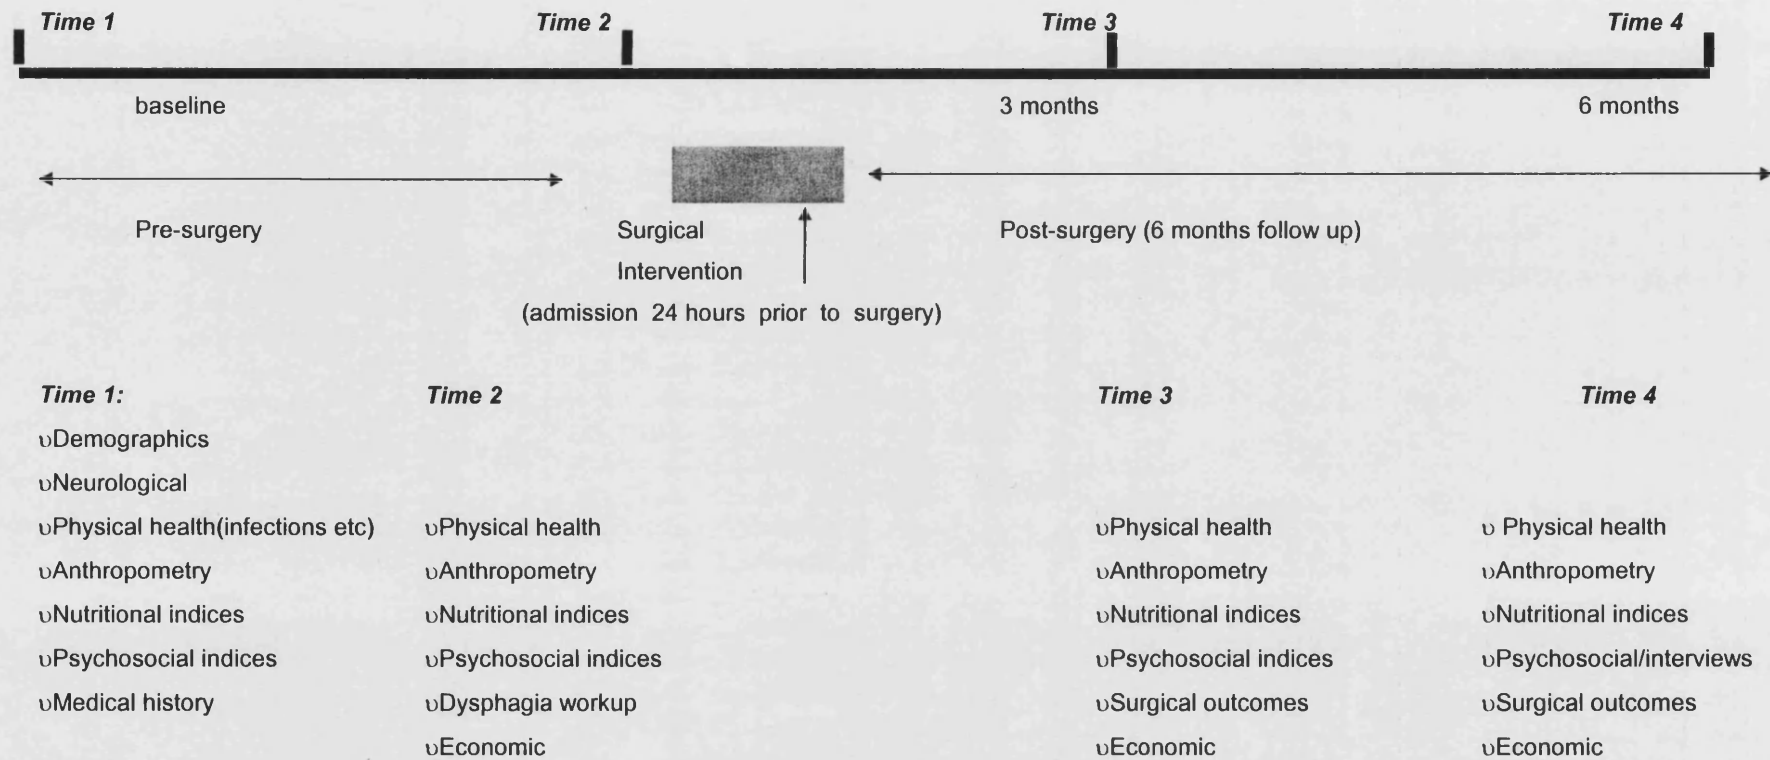 Time 1 Time 2 Time 3 Time 4
baseline 3 months 6 months
Pre-surgery Surgical Post-surgery (6 months follow up)
Intervention
(admission 24 hours prior to surgery)
Time 1: Time 2 Time 3 Time 4
υDemographics
υNeurological
υPhysical health(infections etc) υPhysical health υPhysical health υ Physical health
υAnthropometry υAnthropometry υAnthropometry υAnthropometry
υNutritional indices υNutritional indices υNutritional indices υNutritional indices
υPsychosocial indices υPsychosocial indices υPsychosocial indices υPsychosocial/interviews
υMedical history υDysphagia workup υSurgical outcomes υSurgical outcomes
υEconomic υEconomic υEconomic